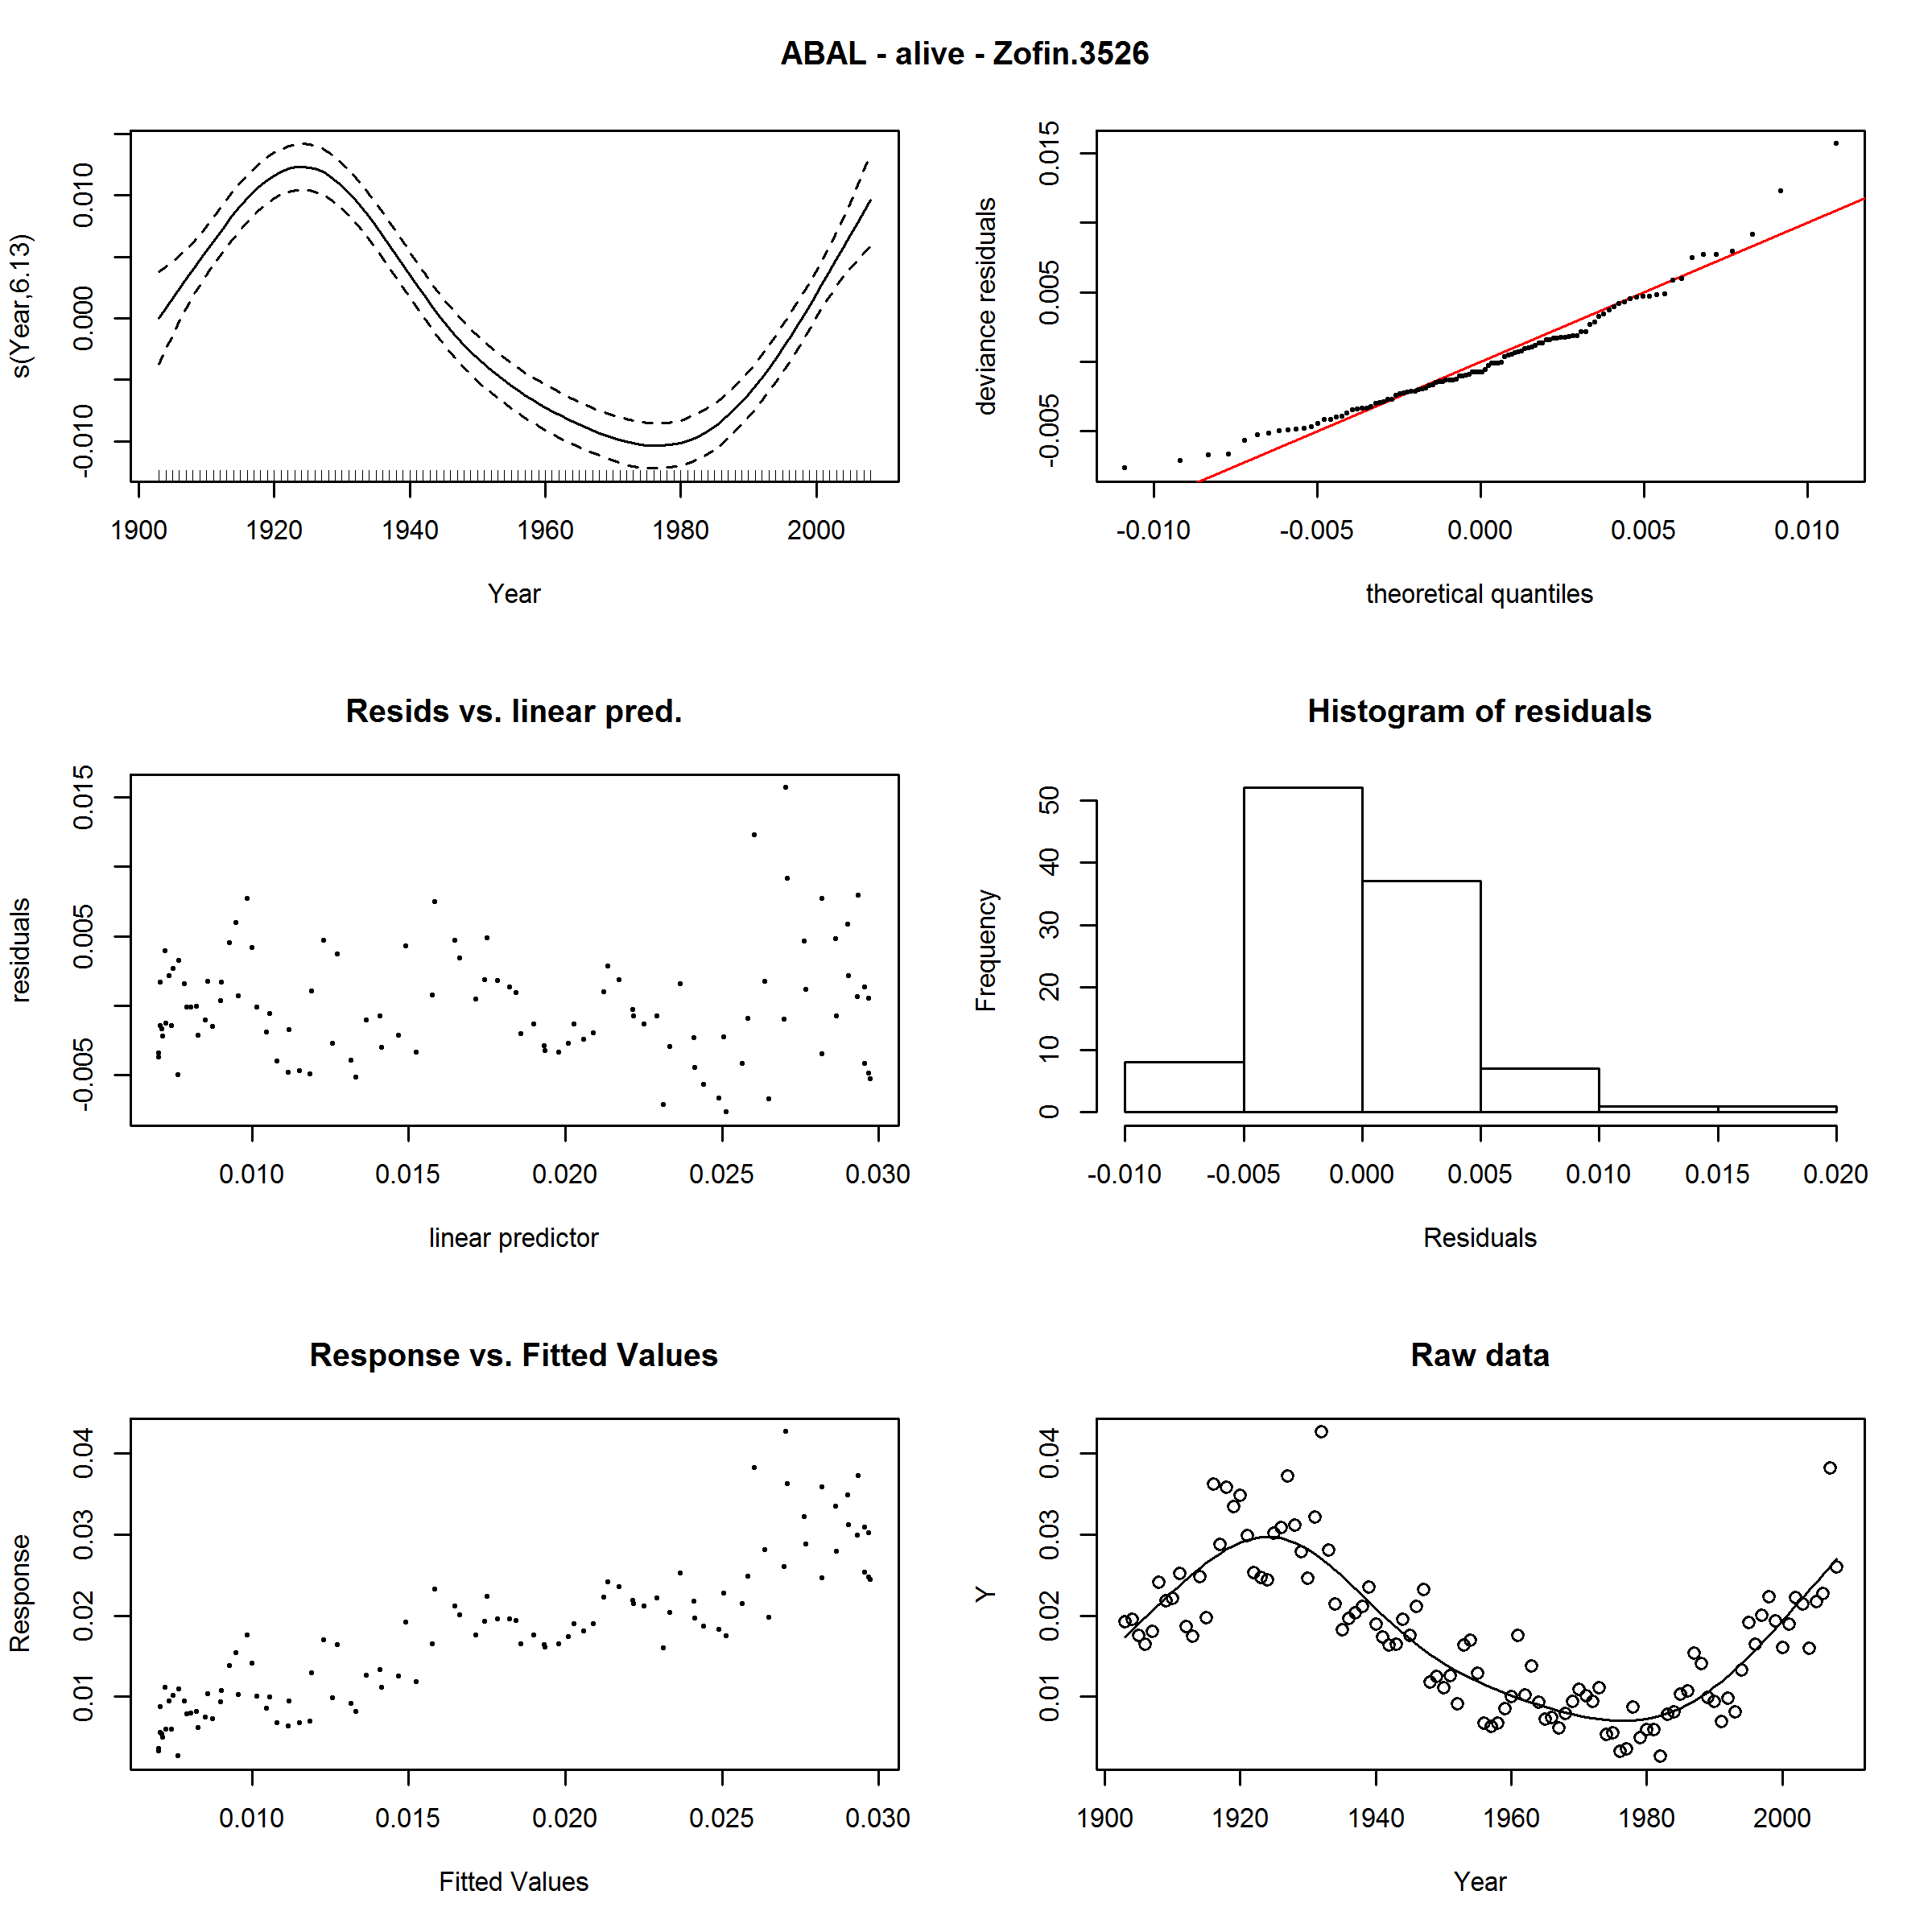 ABAL - alive - Zofin.3526
s(Year,6.13)
-0.010 0.000 0.010
1900 1920 1940 1960 1980 2000
Year
deviance residuals
-0.005 0.005 0.015
-0.010 -0.005 0.000 0.005 0.010
theoretical quantiles
Resids vs. linear pred.
residuals
-0.005 0.005 0.015
0.010 0.015 0.020 0.025 0.030
linear predictor
Histogram of residuals
Frequency
0 10 20 30 40 50
-0.010 -0.005 0.000 0.005 0.010 0.015 0.020
Residuals
Response vs. Fitted Values
Response
0.01 0.02 0.03 0.04
0.010 0.015 0.020 0.025 0.030
Fitted Values
Raw data
Y
0.01 0.02 0.03 0.04
1900 1920 1940 1960 1980 2000
Year